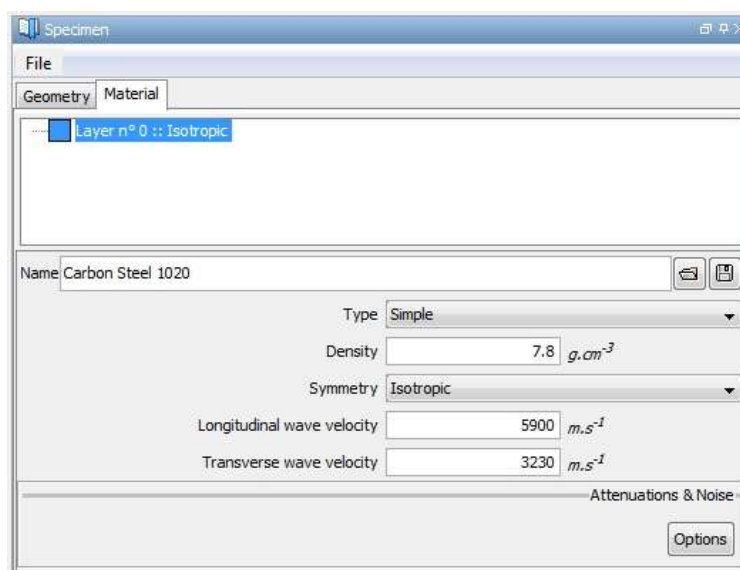 Specimen
File
Geometry Material
Layer n° 0 :: Isotropic
Name Carbon Steel 1020
Type Simple
Density 7.8 g.cm⁻³
Symmetry Isotropic
Longitudinal wave velocity 5900 m.s⁻¹
Transverse wave velocity 3230 m.s⁻¹
Attenuations & Noise
Options